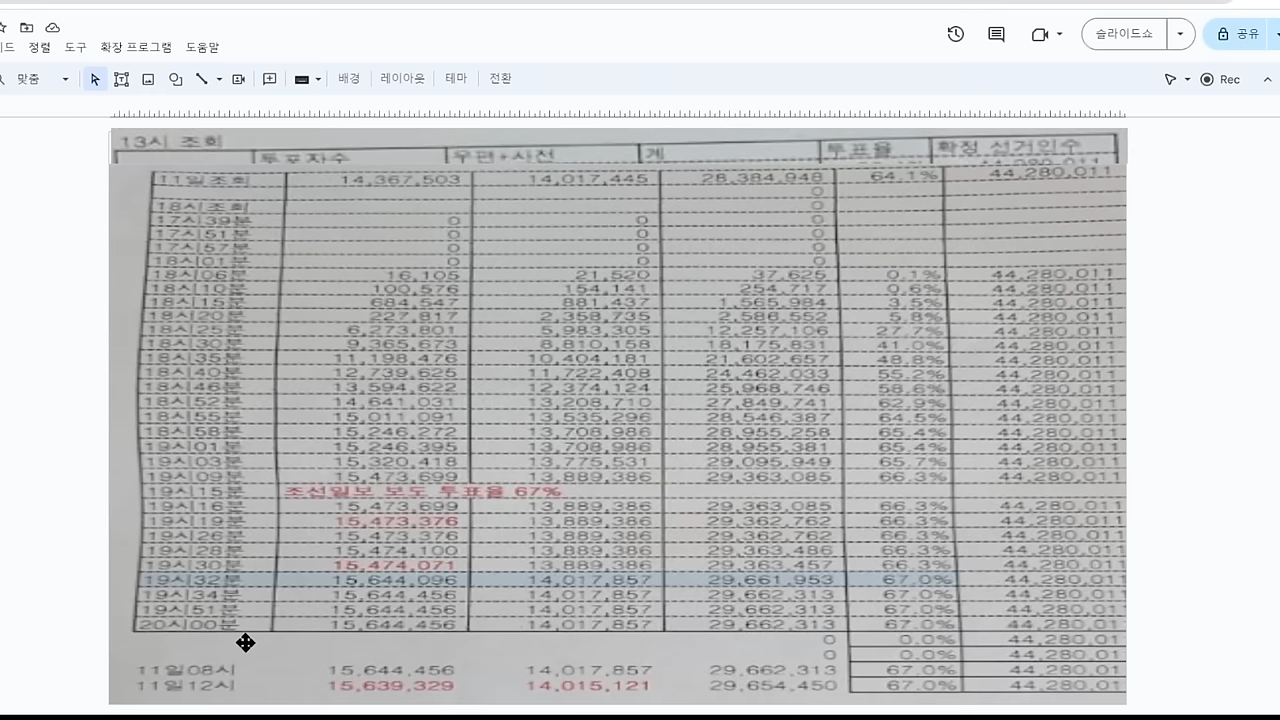 정렬 도구 확장 프로그램 도움말
슬라이드쇼 공유
맞춤 배경 레이아웃 테마 전환 Rec
13시 조회
투표자수 우편+사전 계 투표율 확정 선거인수
11일조회 14,367,503 14,017,445 28,384,948 64.1% 44,280,011
0
18시조회 0
17시39분 0 0 0
17시51분 0 0 0
17시57분 0 0 0
18시01분 0 0 0
18시06분 16,105 21,520 37,625 0.1% 44,280,011
18시10분 100,576 154,141 254,717 0.6% 44,280,011
18시15분 684,547 881,437 1,565,984 3.5% 44,280,011
18시20분 227,817 2,358,735 2,586,552 5.8% 44,280,011
18시25분 6,273,801 5,983,305 12,257,106 27.7% 44,280,011
18시30분 9,365,673 8,810,158 18,175,831 41.0% 44,280,011
18시35분 11,198,476 10,404,181 21,602,657 48.8% 44,280,011
18시40분 12,739,625 11,722,408 24,462,033 55.2% 44,280,011
18시46분 13,594,622 12,374,124 25,968,746 58.6% 44,280,011
18시52분 14,641,031 13,208,710 27,849,741 62.9% 44,280,011
18시55분 15,011,091 13,535,296 28,546,387 64.5% 44,280,011
18시58분 15,246,272 13,708,986 28,955,258 65.4% 44,280,011
19시01분 15,246,395 13,708,986 28,955,381 65.4% 44,280,011
19시03분 15,320,418 13,775,531 29,095,949 65.7% 44,280,011
19시09분 15,473,699 13,889,386 29,363,085 66.3% 44,280,011
19시15분 조선일보 보도 투표율 67%
19시16분 15,473,699 13,889,386 29,363,085 66.3% 44,280,011
19시19분 15,473,376 13,889,386 29,362,762 66.3% 44,280,011
19시26분 15,473,376 13,889,386 29,362,762 66.3% 44,280,011
19시28분 15,474,100 13,889,386 29,363,486 66.3% 44,280,011
19시30분 15,474,071 13,889,386 29,363,457 66.3% 44,280,011
19시32분 15,644,096 14,017,857 29,661,953 67.0% 44,280,011
19시34분 15,644,456 14,017,857 29,662,313 67.0% 44,280,011
19시51분 15,644,456 14,017,857 29,662,313 67.0% 44,280,011
20시00분 15,644,456 14,017,857 29,662,313 67.0% 44,280,011
0 0.0% 44,280,01
0 0.0% 44,280,01
11일08시 15,644,456 14,017,857 29,662,313 67.0% 44,280,01
11일12시 15,639,329 14,015,121 29,654,450 67.0% 44,280,01